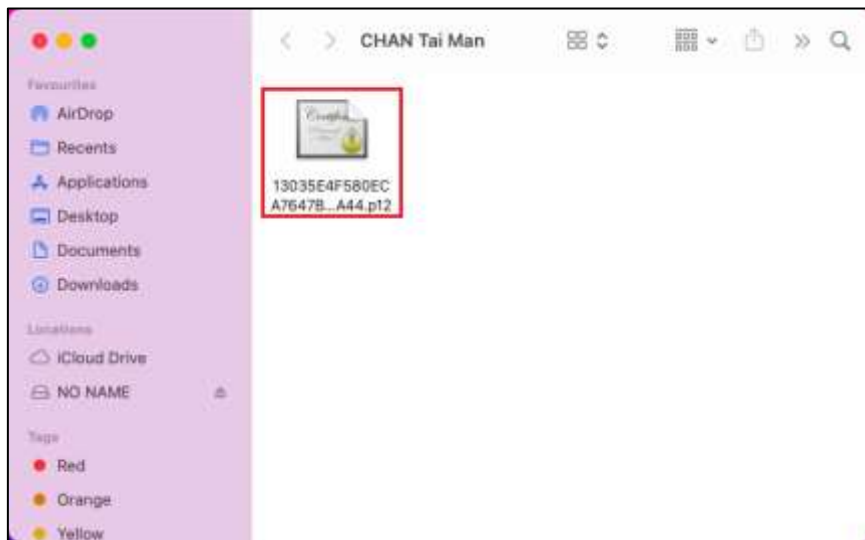 CHAN Tai Man
Favourites
AirDrop
Recents
Applications
Desktop
Documents
Downloads
Locations
iCloud Drive
NO NAME
Tags
Red
Orange
Yellow
13035E4F580EC
A7647B...A44.p12